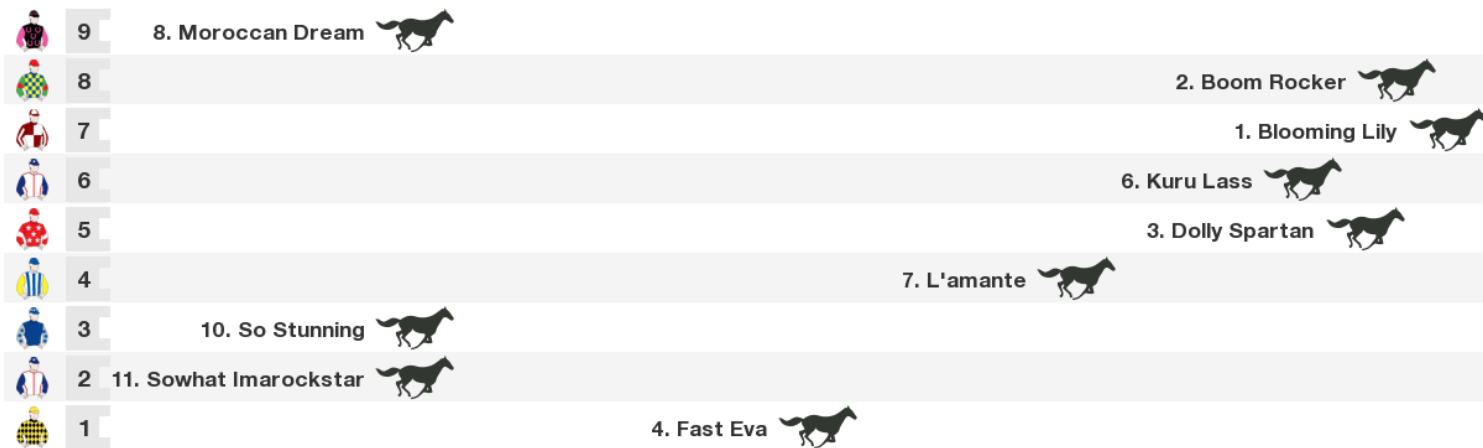 9 8. Moroccan Dream
8 2. Boom Rocker
7 1. Blooming Lily
6 6. Kuru Lass
5 3. Dolly Spartan
4 7. L'amante
3 10. So Stunning
2 11. Sowhat Imarockstar
1 4. Fast Eva